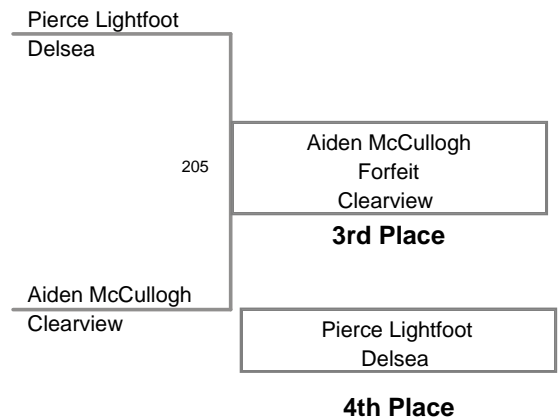 Pierce Lightfoot
Delsea
205
Aiden McCullogh
Forfeit
Clearview
3rd Place
Aiden McCullogh
Clearview
Pierce Lightfoot
Delsea
4th Place